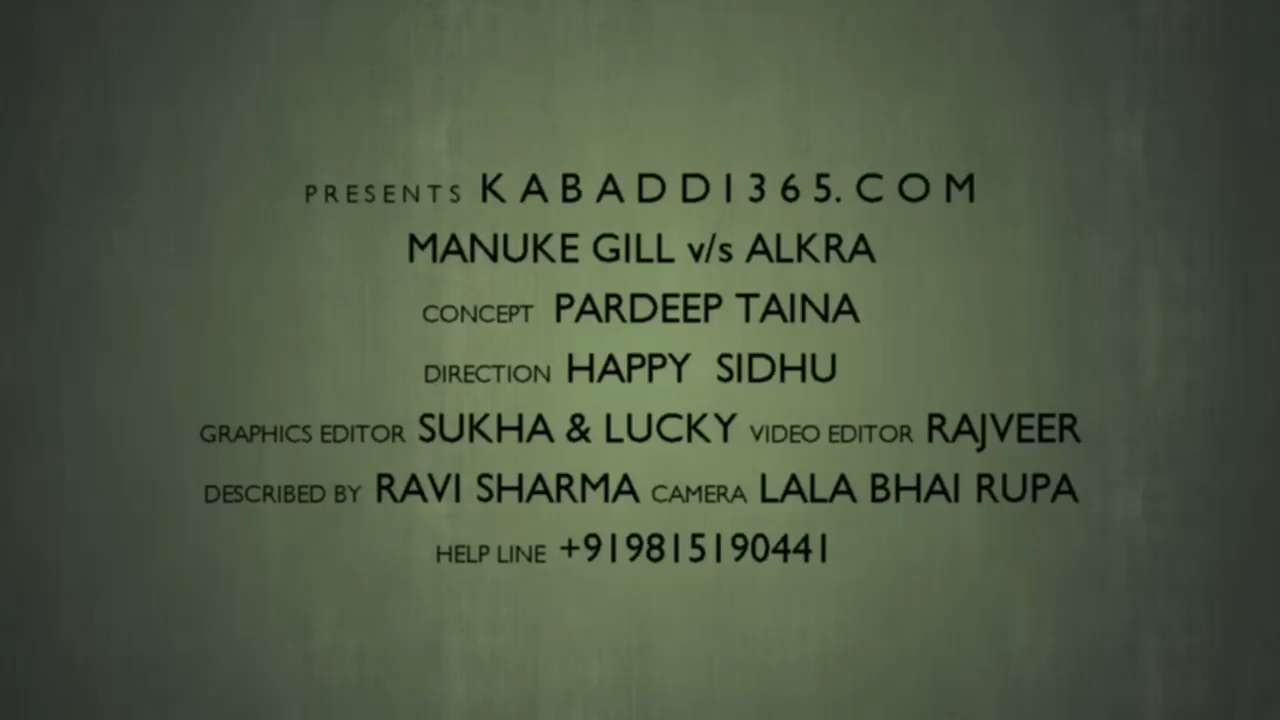 PRESENTS KABADDI365.COM
MANUKE GILL v/s ALKRA
CONCEPT PARDEEP TAINA
DIRECTION HAPPY SIDHU
GRAPHICS EDITOR SUKHA & LUCKY VIDEO EDITOR RAJVEER
DESCRIBED BY RAVI SHARMA CAMERA LALA BHAI RUPA
HELP LINE +919815190441